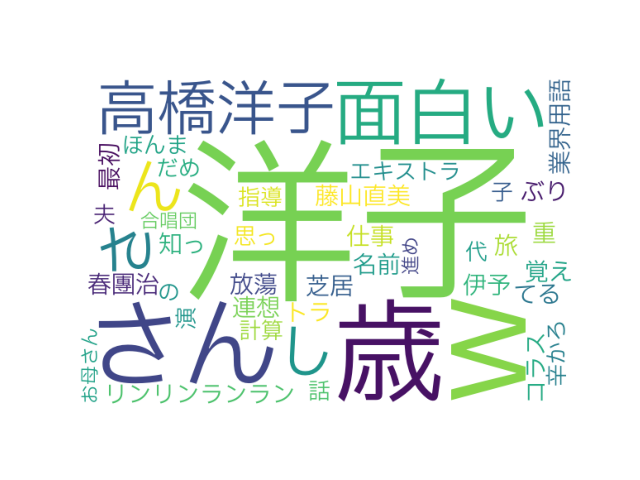 高橋洋子
面白い
業界用語
ほんま
最初
だめ
ん
洋子
エキストラ
指導
藤山直美
子
ぶり
夫
合唱団
セ
知っ
思っ
仕事
名前
進め
代
旅
重
春團治
の
放蕩
芝居
伊予
覚え
てる
演
連想
計算
トラ
さん
し
歳
W
コラス
辛かろ
お母さん
リンリンランラン
話